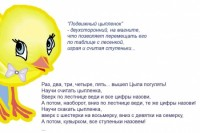 "Подвижный цыпленок"
- двухсторонний, на магните,
что позволяет перемещать его
по таблице и лесенкой,
играя и считая ступеньки...
Раз, два, три, четыре, пять... вышел Цыпа погулять!
Научи считать цыпленка,
Вверх по лестнице веди и все цифры назови;
А потом, наоборот, вниз по лестнице веди, те же цифры назови!
Научи считать цыпленка,
вверх с шестерки на восьмерку, вниз с девятки на семерку,
А потом, кувырком, все ступеньки назовем!